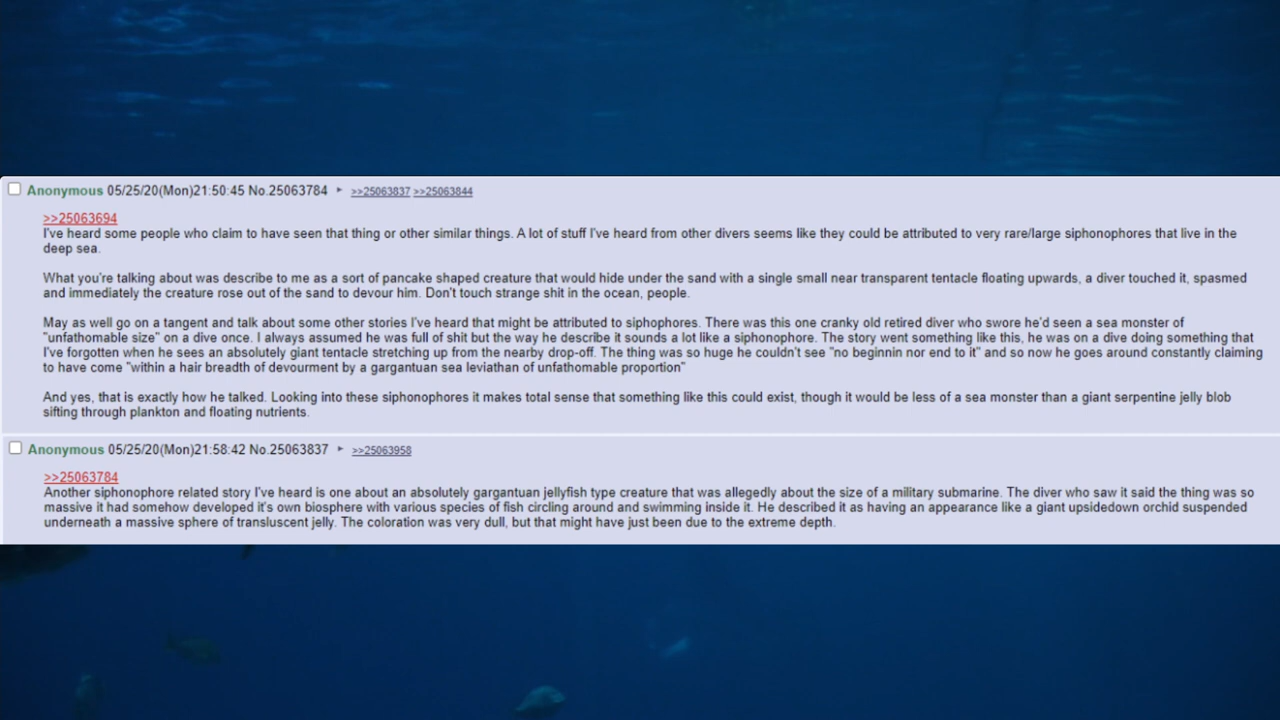 Anonymous 05/25/20(Mon)21:50:45 No.25063784 ▸ >>25063837 >>25063844
>>25063694
I've heard some people who claim to have seen that thing or other similar things. A lot of stuff I've heard from other divers seems like they could be attributed to very rare/large siphonophores that live in the
deep sea.
What you're talking about was describe to me as a sort of pancake shaped creature that would hide under the sand with a single small near transparent tentacle floating upwards, a diver touched it, spasmed
and immediately the creature rose out of the sand to devour him. Don't touch strange shit in the ocean, people.
May as well go on a tangent and talk about some other stories I've heard that might be attributed to siphophores. There was this one cranky old retired diver who swore he'd seen a sea monster of
"unfathomable size" on a dive once. I always assumed he was full of shit but the way he describe it sounds a lot like a siphonophore. The story went something like this, he was on a dive doing something that
I've forgotten when he sees an absolutely giant tentacle stretching up from the nearby drop-off. The thing was so huge he couldn't see "no beginnin nor end to it" and so now he goes around constantly claiming
to have come "within a hair breadth of devourment by a gargantuan sea leviathan of unfathomable proportion"
And yes, that is exactly how he talked. Looking into these siphonophores it makes total sense that something like this could exist, though it would be less of a sea monster than a giant serpentine jelly blob
sifting through plankton and floating nutrients.
Anonymous 05/25/20(Mon)21:58:42 No.25063837 ▸ >>25063958
>>25063784
Another siphonophore related story I've heard is one about an absolutely gargantuan jellyfish type creature that was allegedly about the size of a military submarine. The diver who saw it said the thing was so
massive it had somehow developed it's own biosphere with various species of fish circling around and swimming inside it. He described it as having an appearance like a giant upsidedown orchid suspended
underneath a massive sphere of transluscent jelly. The coloration was very dull, but that might have just been due to the extreme depth.